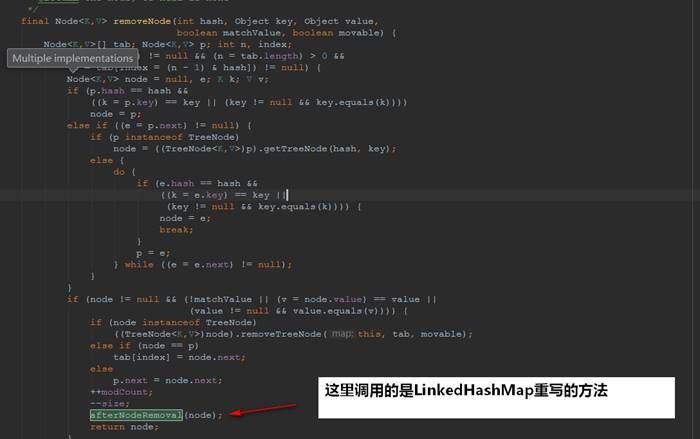 */
final Node<K,V> removeNode(int hash, Object key, Object value,
boolean matchValue, boolean movable) {
Node<K,V>[] tab; Node<K,V> p; int n, index;
Multiple implementations ) != null && (n = tab.length) > 0 &&
= tab[index = (n - 1) & hash]) != null) {
Node<K,V> node = null, e; K k; V v;
if (p.hash == hash &&
((k = p.key) == key || (key != null && key.equals(k))))
node = p;
else if ((e = p.next) != null) {
if (p instanceof TreeNode)
node = ((TreeNode<K,V>)p).getTreeNode(hash, key);
else {
do {
if (e.hash == hash &&
((k = e.key) == key ||
(key != null && key.equals(k)))) {
node = e;
break;
}
p = e;
} while ((e = e.next) != null);
}
}
if (node != null && (!matchValue || (v = node.value) == value ||
(value != null && value.equals(v)))) {
if (node instanceof TreeNode)
((TreeNode<K,V>)node).removeTreeNode( map: this, tab, movable);
else if (node == p)
tab[index] = node.next;
else
p.next = node.next;
++modCount;
--size;
afterNodeRemoval(node);
return node;
}
这里调用的是LinkedHashMap重写的方法